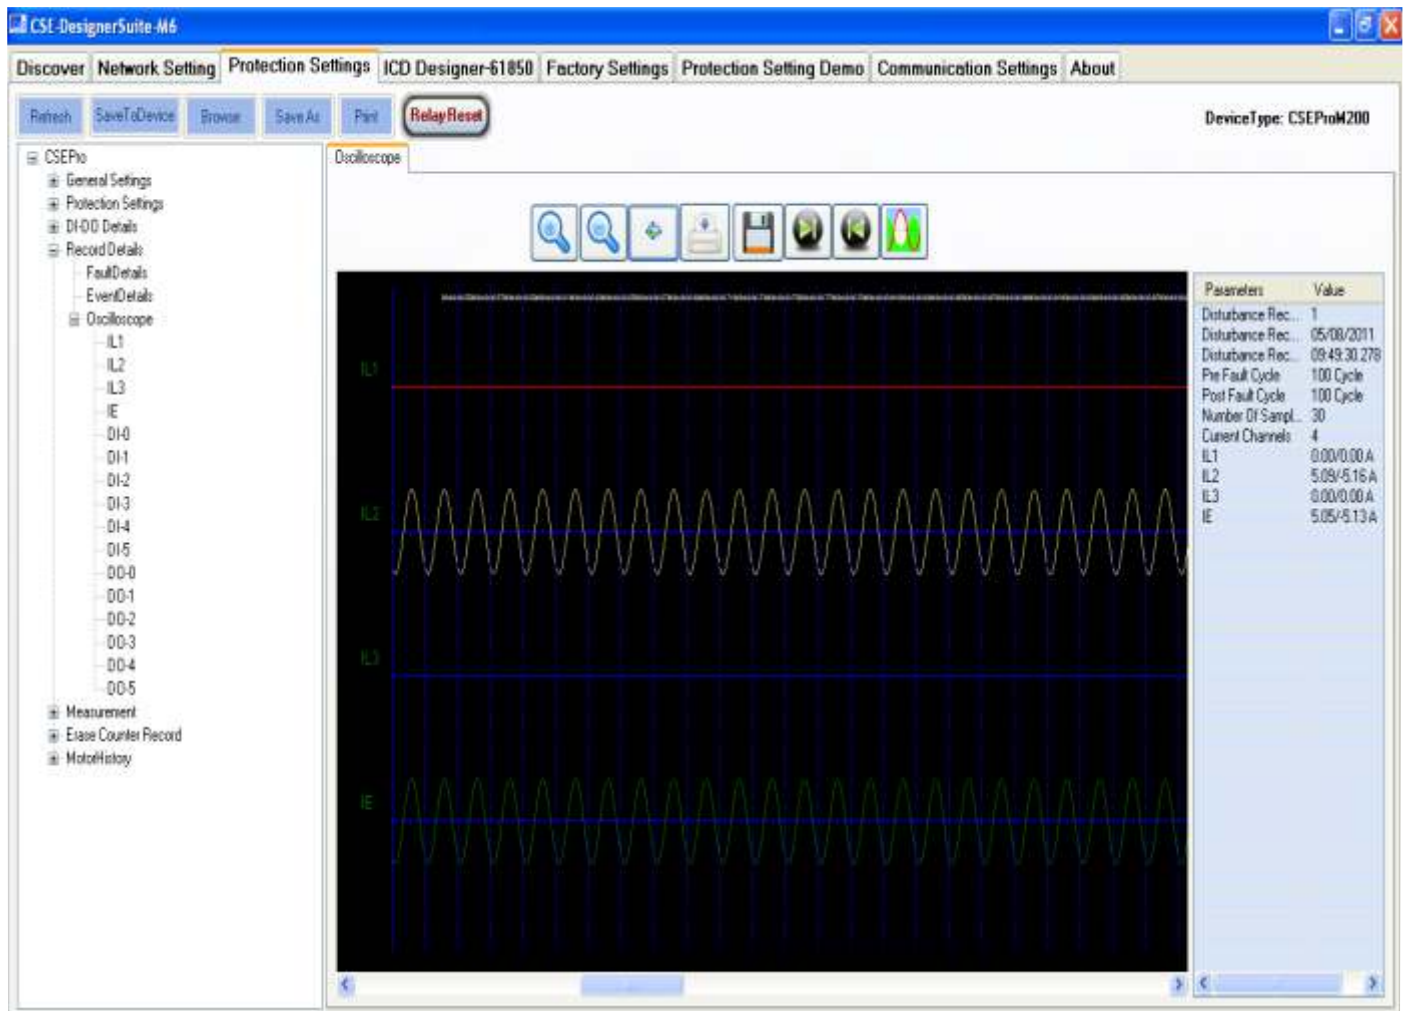 CSE-DesignerSuite-M6
Discover Network Setting Protection Settings ICD Designer-61850 Factory Settings Protection Setting Demo Communication Settings About
Refresh SaveToDevice Browse Save As Print RelayReset DeviceType: CSEProM200
CSEPro
General Settings
Protection Settings
DI-DO Details
Record Details
FaultDetails
EventDetails
Oscilloscope
IL1
IL2
IL3
IE
DI-0
DI-1
DI-2
DI-3
DI-4
DI-5
DO-0
DO-1
DO-2
DO-3
DO-4
DO-5
Measurement
Erase Counter Record
MotorHistory
Oscilloscope
IL1
IL2
IL3
IE
Parameters Value
Disturbance Rec... 1
Disturbance Rec... 05/08/2011
Disturbance Rec... 09:49:30.278
Pre Fault Cycle 100 Cycle
Post Fault Cycle 100 Cycle
Number Of Sampl... 30
Current Channels 4
IL1 0.00/0.00 A
IL2 5.09/-5.16 A
IL3 0.00/0.00 A
IE 5.05/-5.13 A